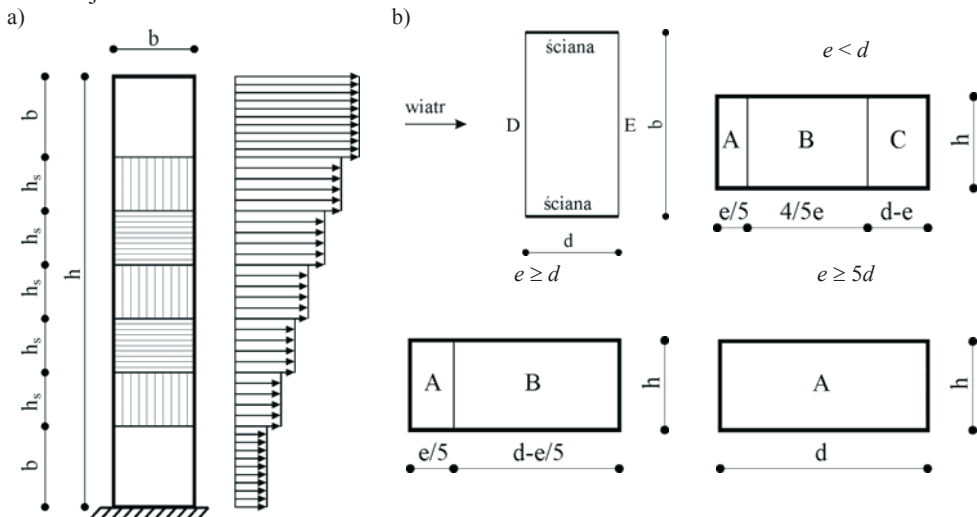 a)
b
b
h_s
h_s
h_s
h_s
h_s
b
h
b)
wiatr
D
ściana
E
ściana
b
d
e < d
A
B
C
h
e/5
4/5e
d-e
e ≥ d
A
B
h
e/5
d-e/5
e ≥ 5d
A
h
d